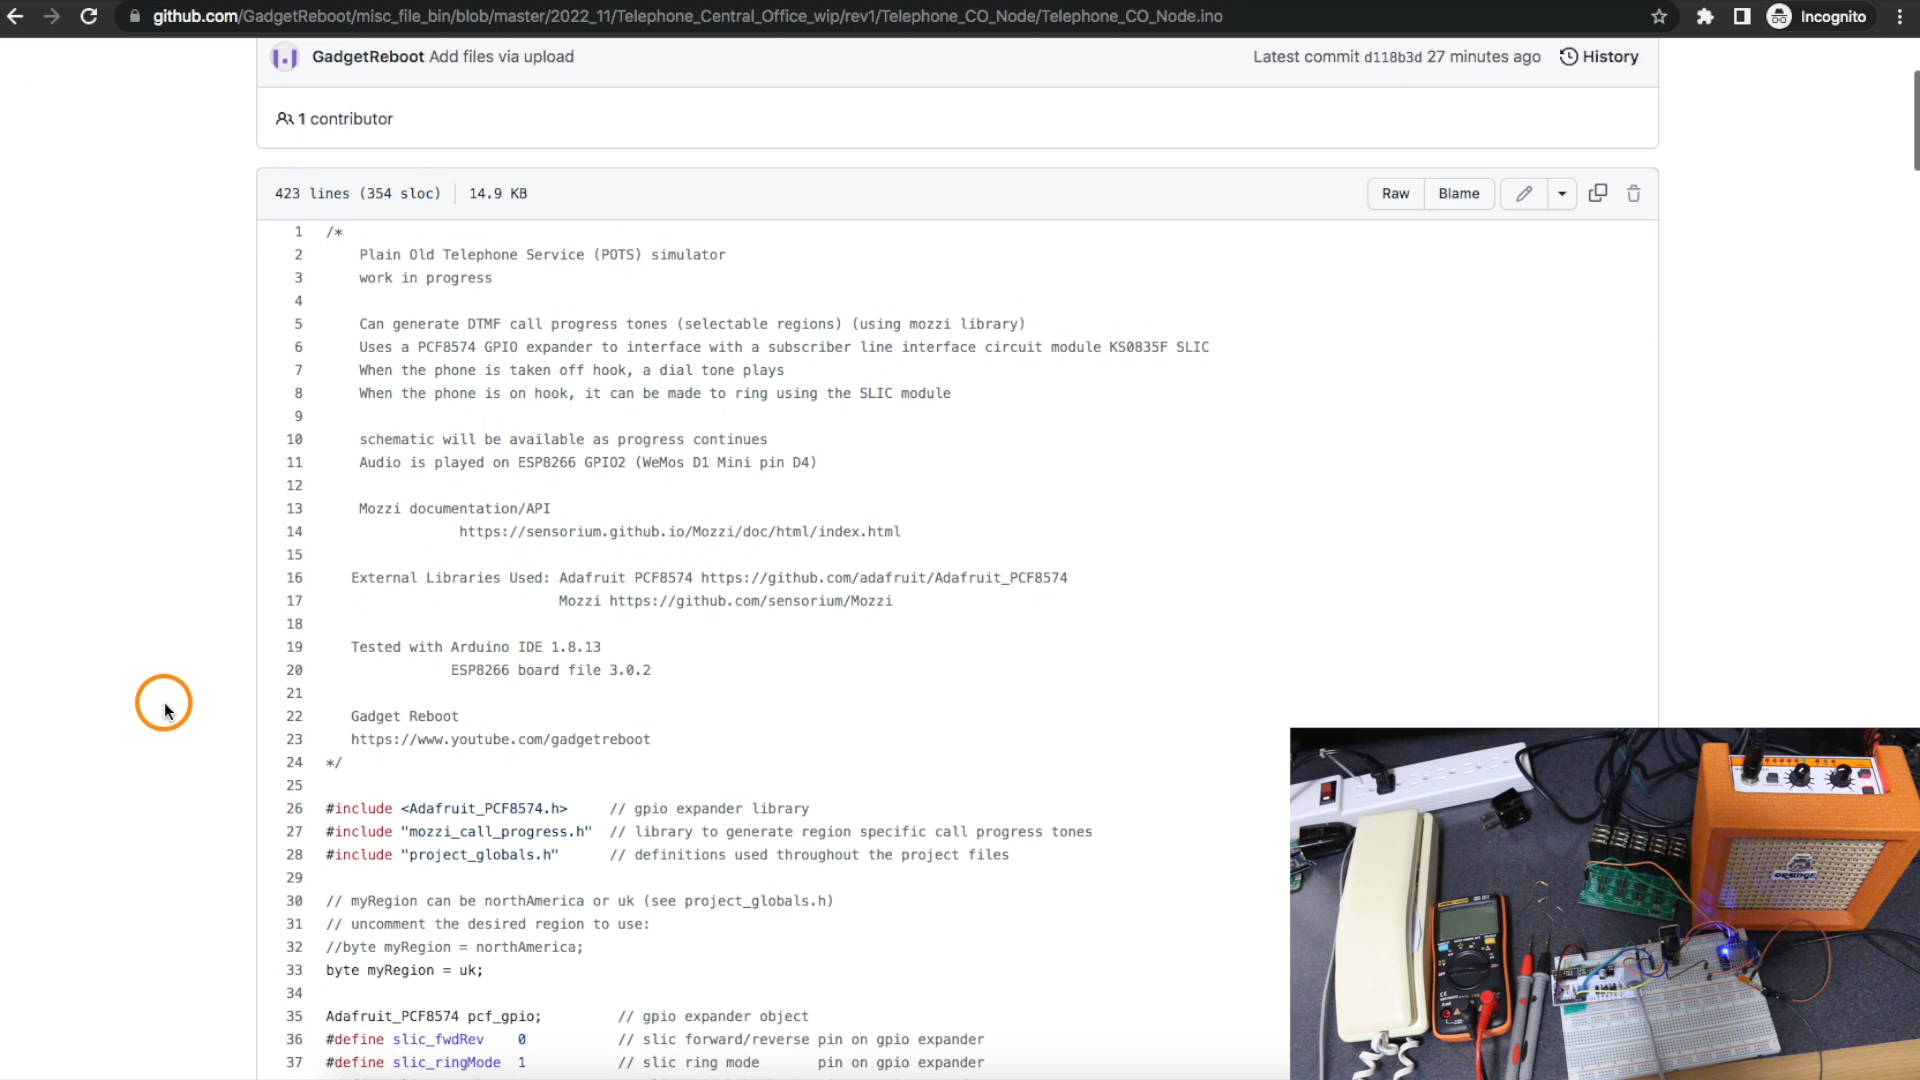 github.com/GadgetReboot/misc_file_bin/blob/master/2022_11/Telephone_Central_Office_wip/rev1/Telephone_CO_Node/Telephone_CO_Node.ino
Incognito
GadgetReboot Add files via upload
Latest commit d118b3d 27 minutes ago
History
1 contributor
423 lines (354 sloc) 14.9 KB
Raw
Blame
1 /*
2 Plain Old Telephone Service (POTS) simulator
3 work in progress
4
5 Can generate DTMF call progress tones (selectable regions) (using mozzi library)
6 Uses a PCF8574 GPIO expander to interface with a subscriber line interface circuit module KS0835F SLIC
7 When the phone is taken off hook, a dial tone plays
8 When the phone is on hook, it can be made to ring using the SLIC module
9
10 schematic will be available as progress continues
11 Audio is played on ESP8266 GPIO2 (WeMos D1 Mini pin D4)
12
13 Mozzi documentation/API
14 https://sensorium.github.io/Mozzi/doc/html/index.html
15
16 External Libraries Used: Adafruit PCF8574 https://github.com/adafruit/Adafruit_PCF8574
17 Mozzi https://github.com/sensorium/Mozzi
18
19 Tested with Arduino IDE 1.8.13
20 ESP8266 board file 3.0.2
21
22 Gadget Reboot
23 https://www.youtube.com/gadgetreboot
24 */
25
26 #include <Adafruit_PCF8574.h> // gpio expander library
27 #include "mozzi_call_progress.h" // library to generate region specific call progress tones
28 #include "project_globals.h" // definitions used throughout the project files
29
30 // myRegion can be northAmerica or uk (see project_globals.h)
31 // uncomment the desired region to use:
32 //byte myRegion = northAmerica;
33 byte myRegion = uk;
34
35 Adafruit_PCF8574 pcf_gpio; // gpio expander object
36 #define slic_fwdRev 0 // slic forward/reverse pin on gpio expander
37 #define slic_ringMode 1 // slic ring mode pin on gpio expander
ORANGE